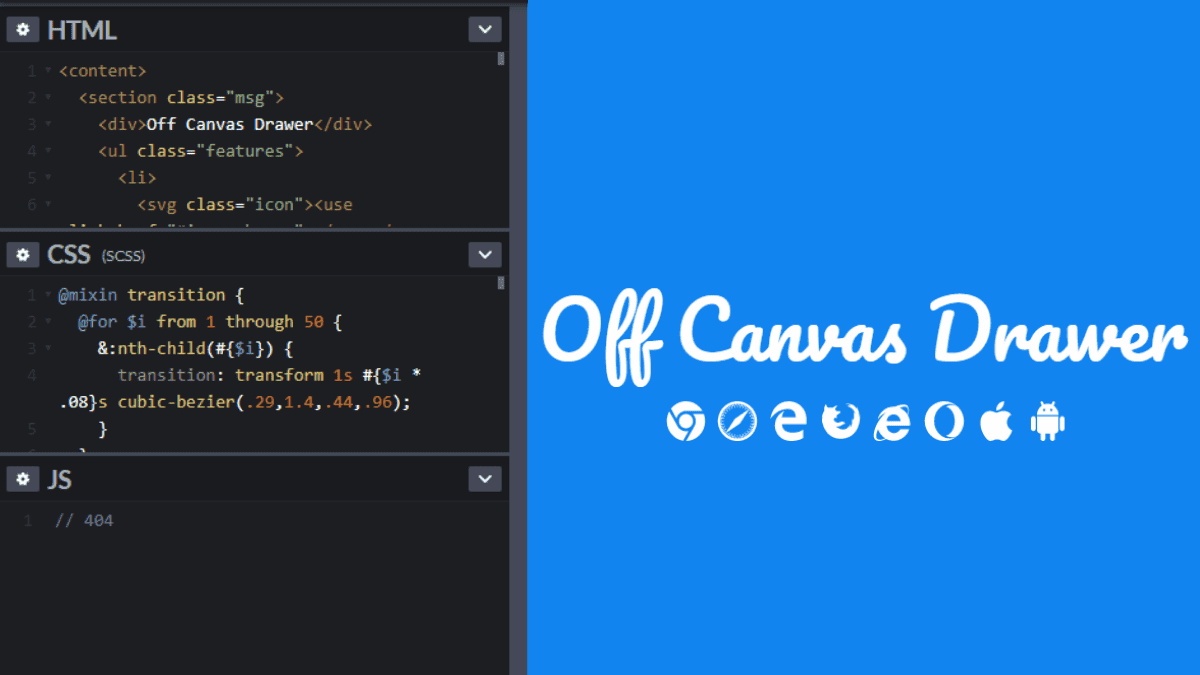 HTML
1 <content>
2 <section class="msg">
3 <div>Off Canvas Drawer</div>
4 <ul class="features">
5 <li>
6 <svg class="icon"><use
CSS (SCSS)
1 @mixin transition {
2 @for $i from 1 through 50 {
3 &:nth-child(#{$i}) {
4 transition: transform 1s #{$i *
.08}s cubic-bezier(.29,1.4,.44,.96);
5 }
JS
1 // 404
Off Canvas Drawer